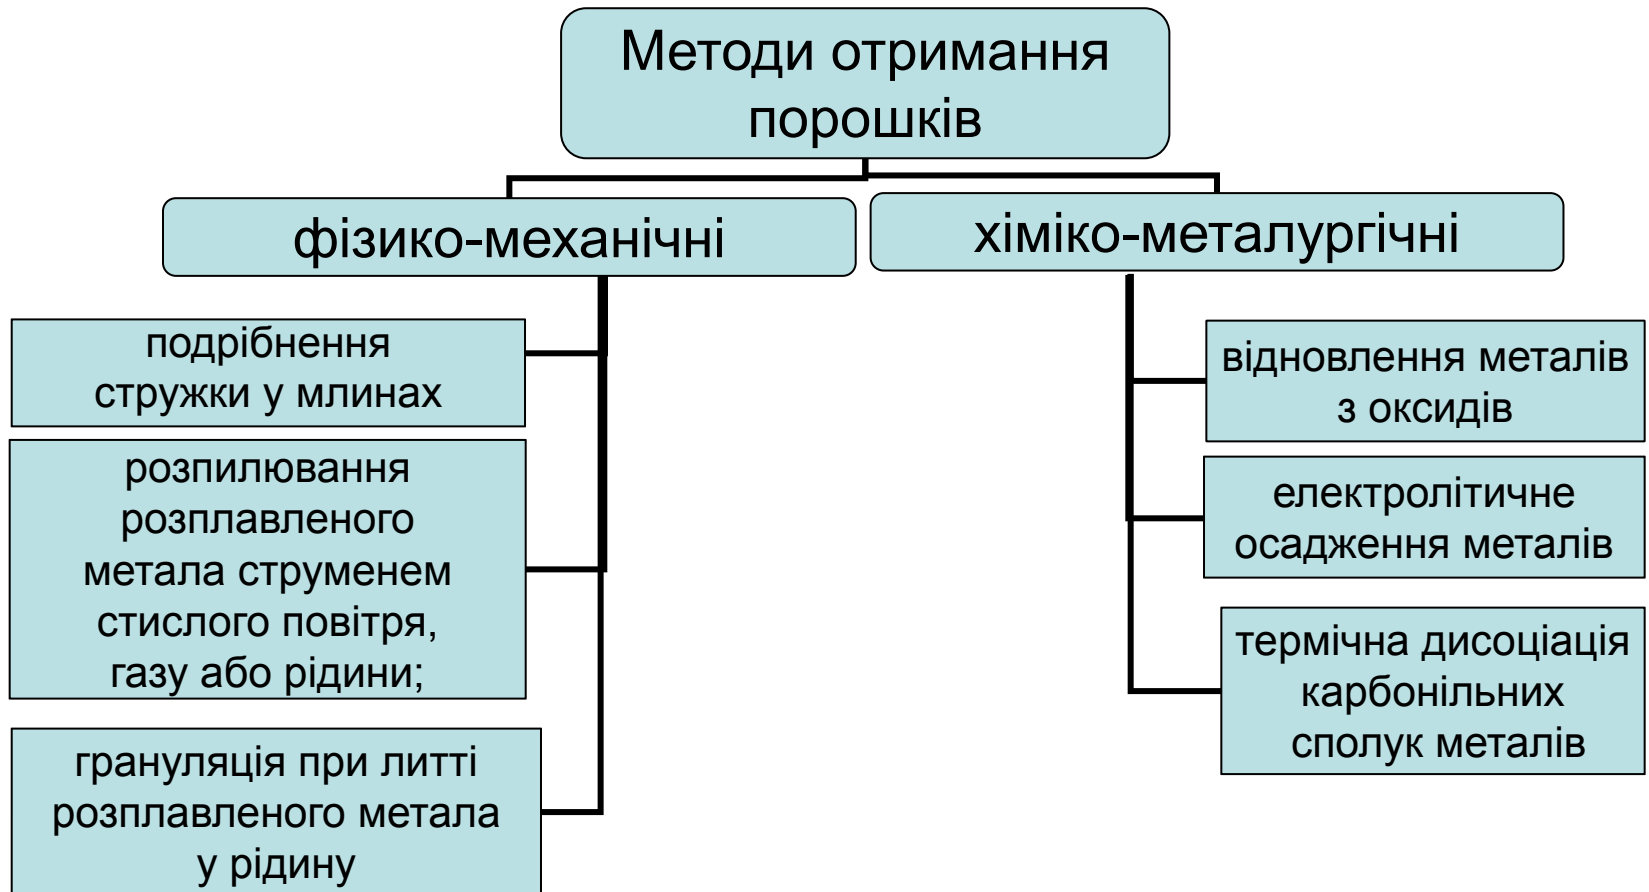 Методи отримання
порошків
фізико-механічні
хіміко-металургічні
подрібнення
стружки у млинах
розпилювання
розплавленого
метала струменем
стислого повітря,
газу або рідини;
грануляція при литті
розплавленого метала
у рідину
відновлення металів
з оксидів
електролітичне
осадження металів
термічна дисоціація
карбонільних
сполук металів